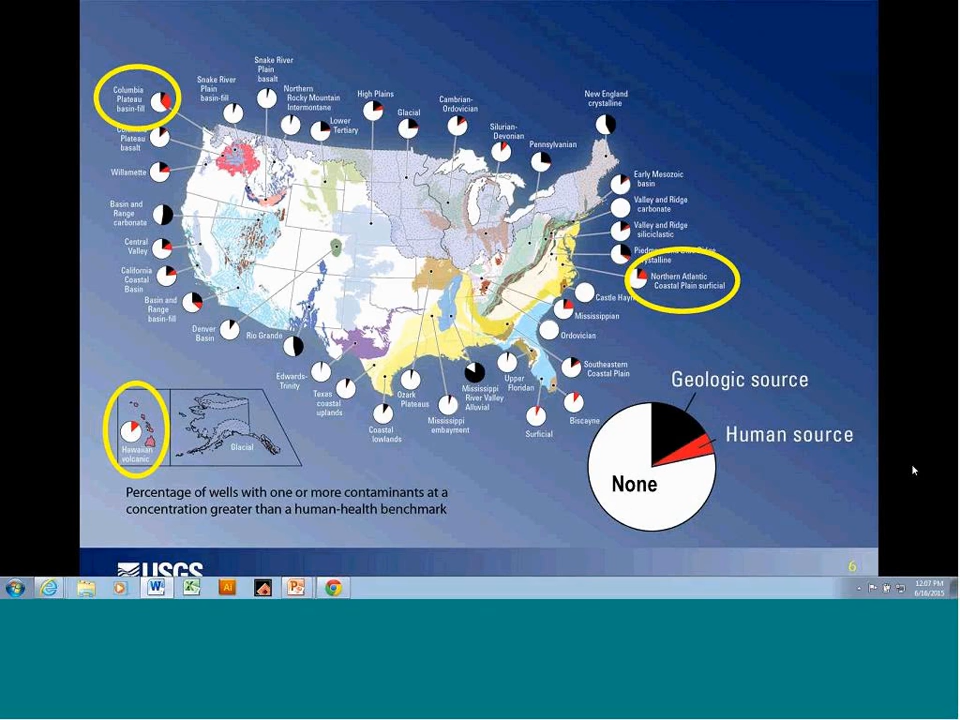 Snake River
Plain
basalt
Snake River
Plain
basin-fill
Columbia
Plateau
basin-fill
Northern
Rocky Mountain
Intermontane
High Plains
Cambrian-
Ordovician
New England
crystalline
Glacial
Lower
Tertiary
Silurian-
Devonian
Pennsylvanian
Plateau
basalt
Willamette
Early Mesozoic
basin
Valley and Ridge
carbonate
Basin and
Range
carbonate
Valley and Ridge
siliciclastic
Central
Valley
crystalline
California
Coastal
Basin
Northern Atlantic
Coastal Plain surficial
Basin and
Range
basin-fill
Castle Hayn
Mississippian
Denver
Basin
Rio Grande
Ordovician
Edwards-
Trinity
Texas
coastal
uplands
Ozark
Plateaus
Mississippi
River Valley
Alluvial
Upper
Floridan
Southeastern
Coastal Plain
Coastal
lowlands
Mississippi
embayment
Surficial
Biscayne
Hawaiian
volcanic
Glacial
Geologic source
Human source
None
Percentage of wells with one or more contaminants at a
concentration greater than a human-health benchmark
USGS
6
12:07 PM
6/16/2015